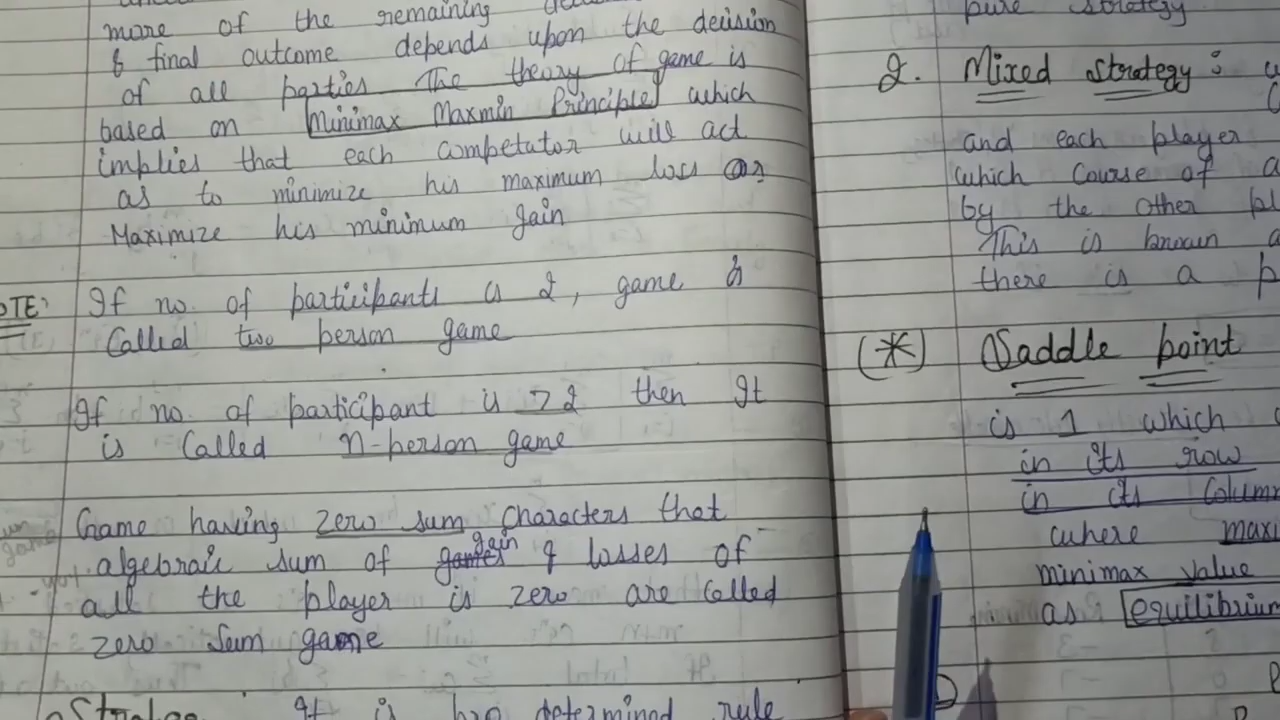 more of the remaining
& final outcome depends upon the decision
of all parties The theory of game is
based on Minimax Maxmin Principle which
implies that each competator will act
as to minimize his maximum loss or
Maximize his minimum gain
OTE: If no. of participants is 2, game is
Called two person game
If no. of participant is >2 then It
is Called n-person game
Game having zero sum Characters that
algebraic sum of gain & losses of
all the player is zero are Called
zero Sum game
It is pre determined rule
pure strategy
2. Mixed strategy :
and each player
which Course of
by the other
This is known
there is a
(*) Saddle point
is 1 which
in its row
in its
where
minimax value
as